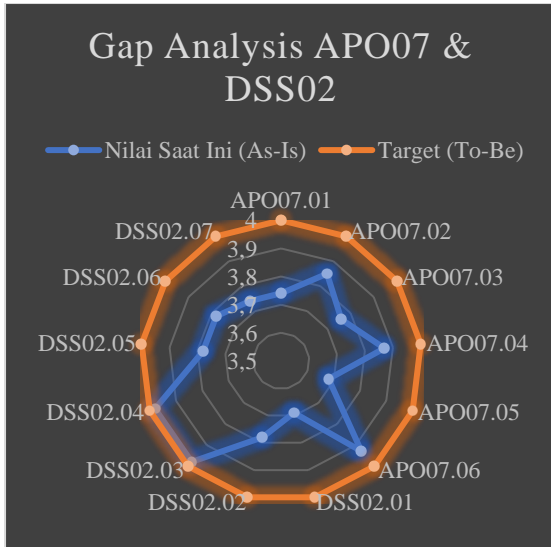 Gap Analysis APO07 &
DSS02
Nilai Saat Ini (As-Is)
Target (To-Be)
APO07.01
APO07.02
APO07.03
APO07.04
APO07.05
APO07.06
DSS02.01
DSS02.02
DSS02.03
DSS02.04
DSS02.05
DSS02.06
DSS02.07
4
3,9
3,8
3,7
3,6
3,5